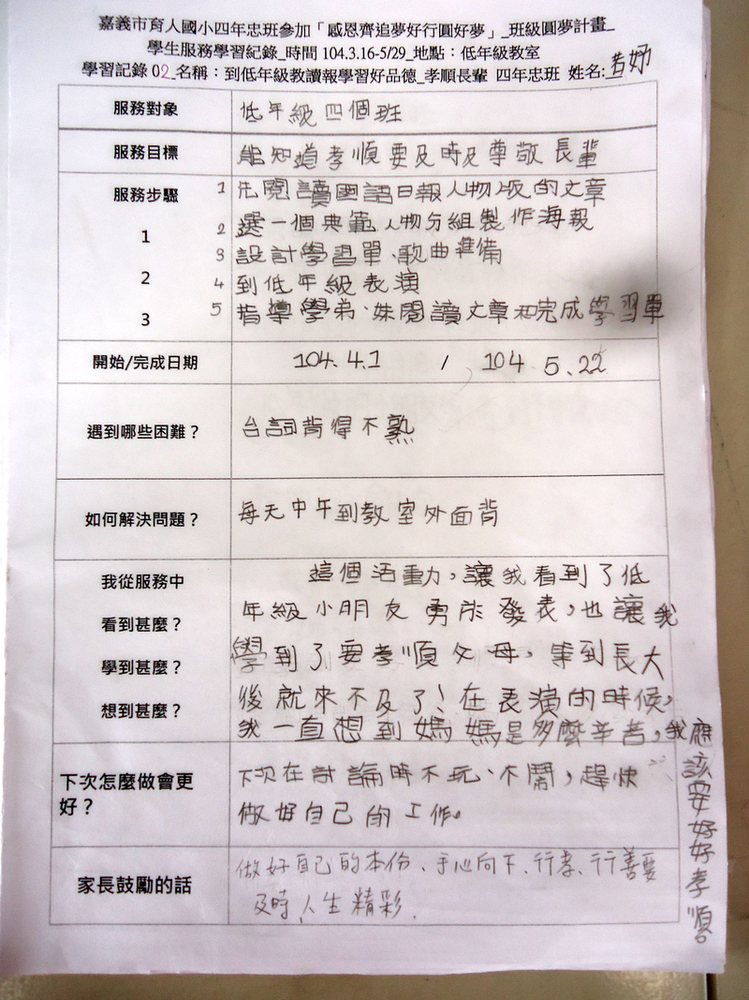 嘉義市育人國小四年忠班參加「感恩齊追夢好行圓好夢」_班級圓夢計畫_
學生服務學習紀錄_時間 104.3.16-5/29_地點：低年級教室
學習記錄 02_名稱：到低年級教讀報學習好品德_孝順長輩 四年忠班 姓名:_若妤
服務對象 低年級四個班
服務目標 能知道孝順要及時及尊敬長輩
服務步驟 1 先閱讀國語日報人物版的文章
1 2 選一個典範人物分組製作海報
3 設計學習單、歌曲準備
2 4 到低年級表演
3 5 指導學弟、妹閱讀文章和完成學習單
開始/完成日期 104.4.1 / 104 5.22
遇到哪些困難？ 台詞背得不熟
如何解決問題？ 每天中午到教室外面背
我從服務中 這個活動，讓我看到了低
看到甚麼？ 年級小朋友勇於發表，也讓我
學到甚麼？ 學到了要孝順父母，等到長大
想到甚麼？ 後就來不及了！在表演的時候，
我一直想到媽媽是多麼辛苦，我應
該要好好孝順
下次怎麼做會更 下次在討論時不玩、不鬧，趕快
好？ 做好自己的工作。
家長鼓勵的話 做好自己的本份、手心向下、行孝、行善要
及時，人生精彩.